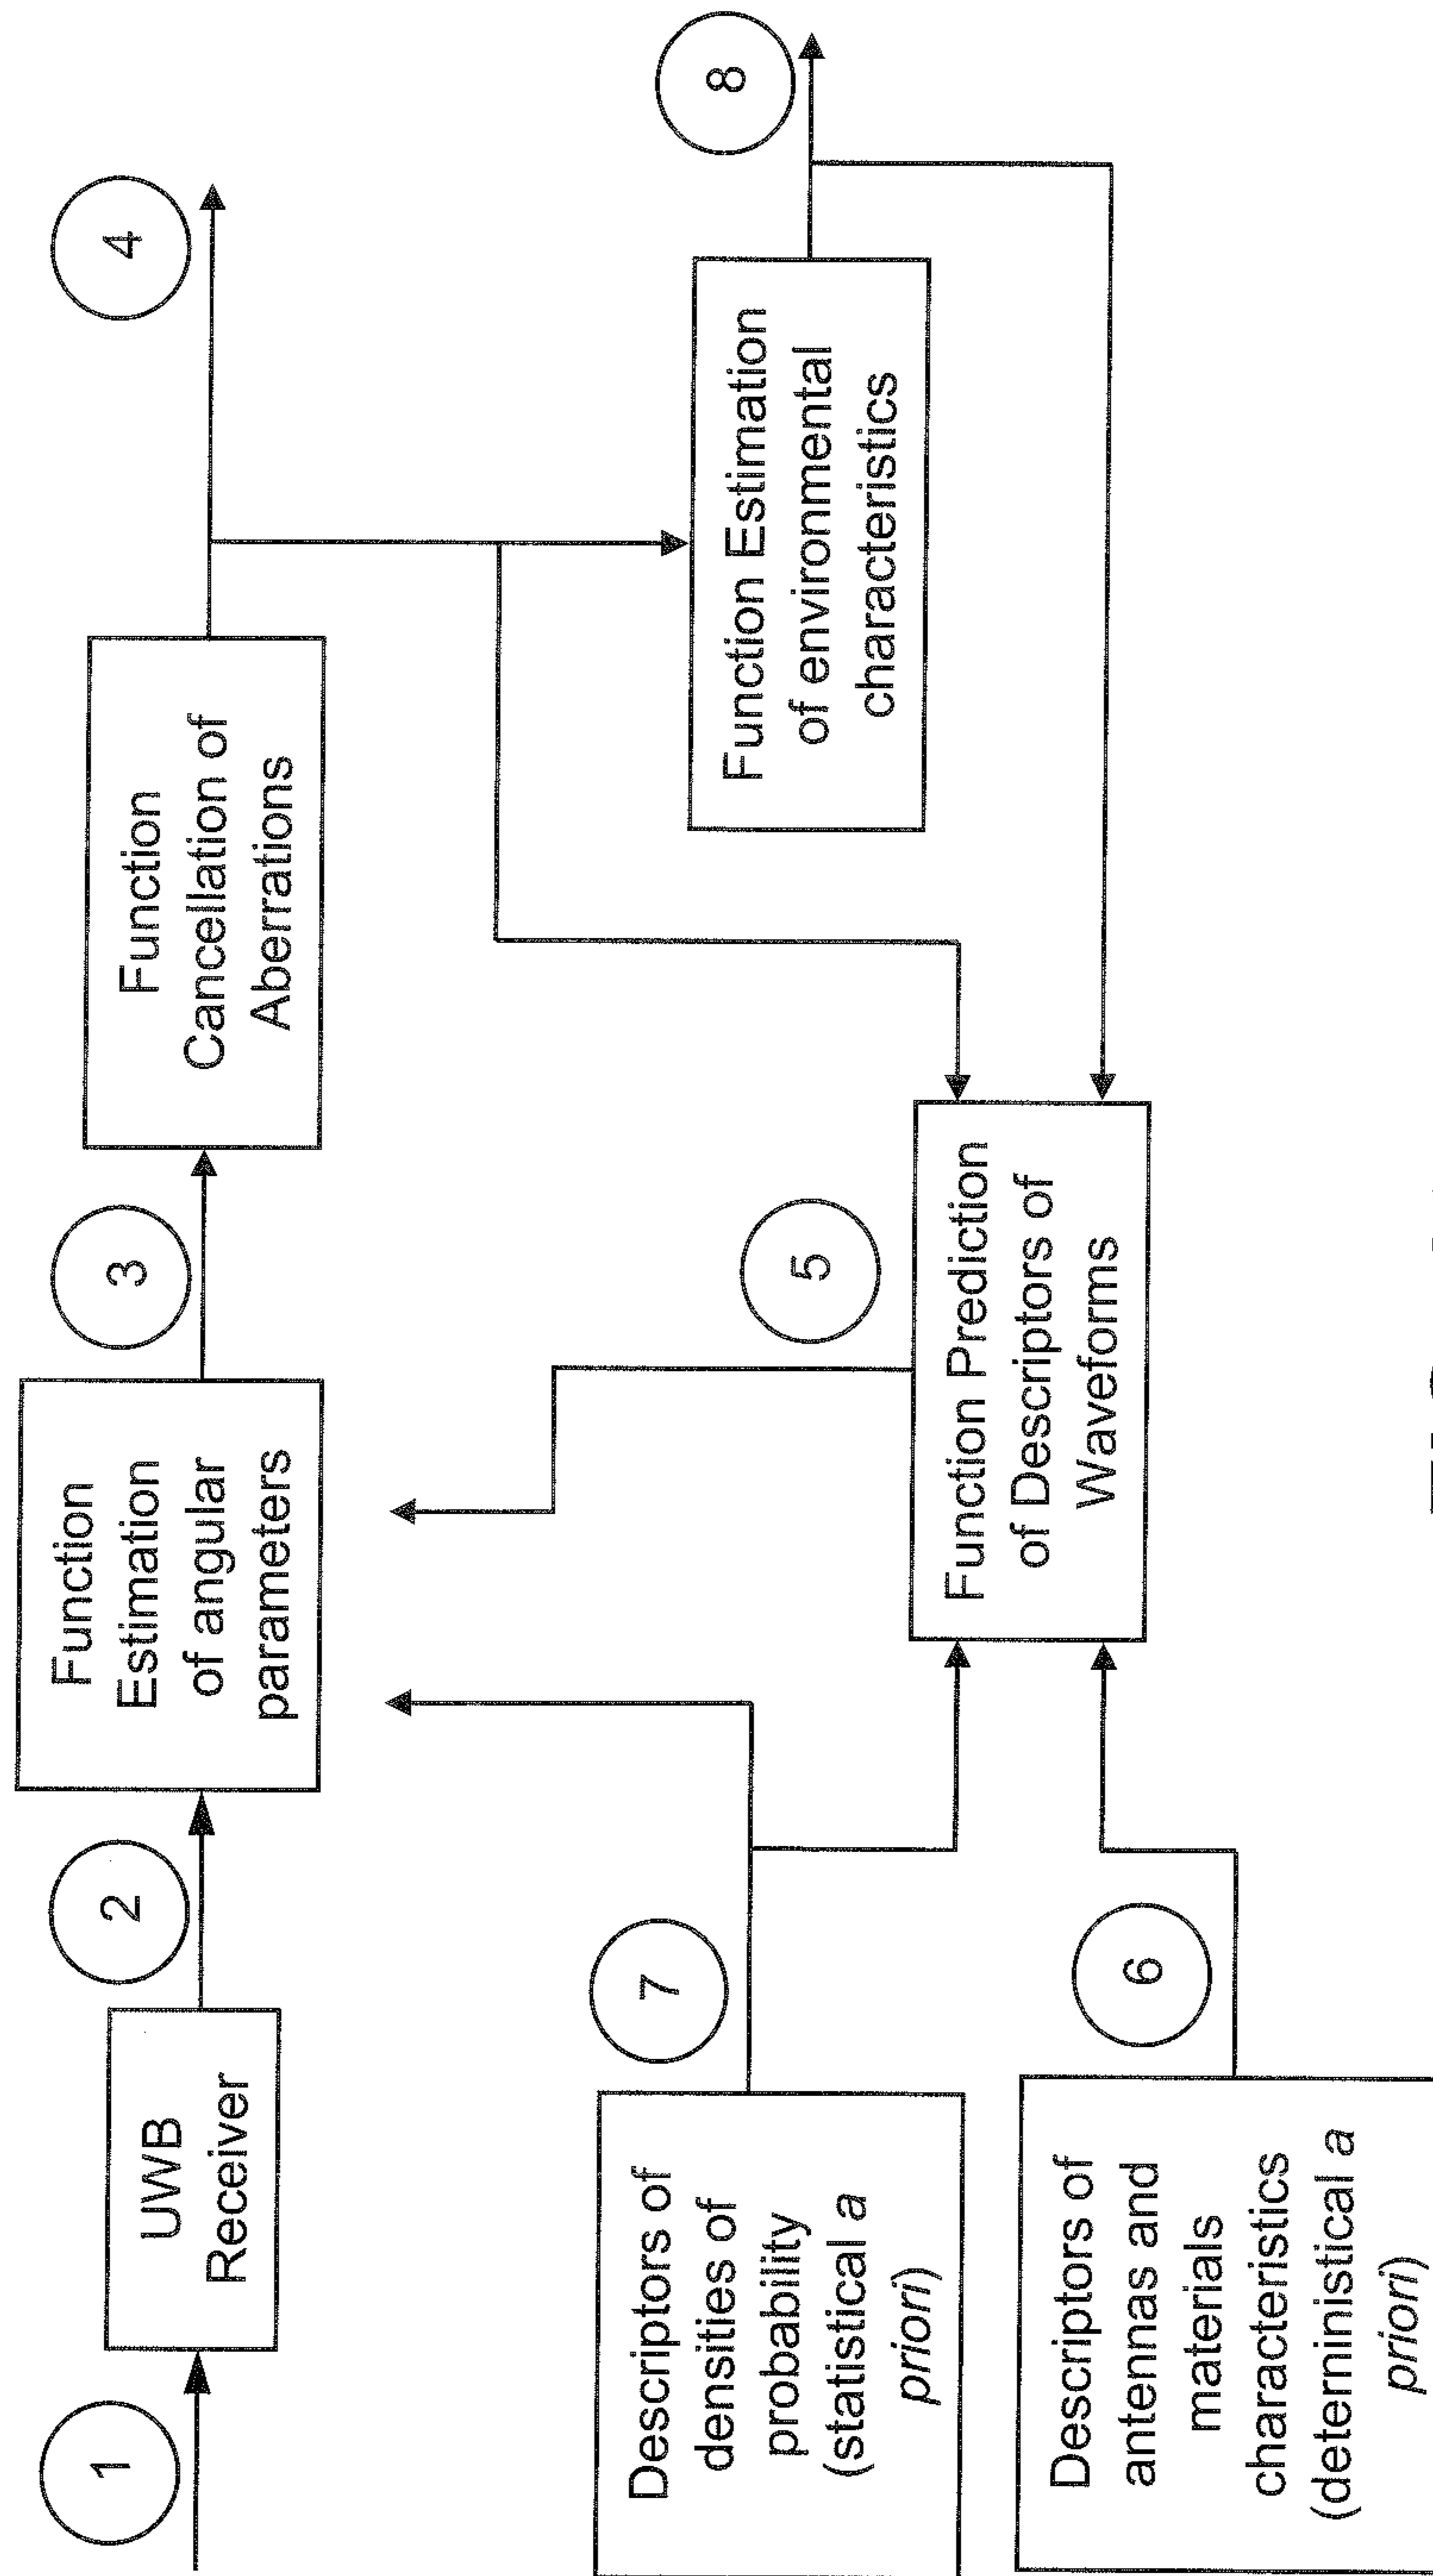 1
UWB
Receiver
2
Function
Estimation
of angular
parameters
3
Function
Cancellation of
Aberrations
4
Descriptors of
densities of
probability
(statistical a
priori)
7
5
Function Estimation
of environmental
characteristics
8
Descriptors of
antennas and
materials
characteristics
(deterministical a
priori)
6
Function Prediction
of Descriptors of
Waveforms